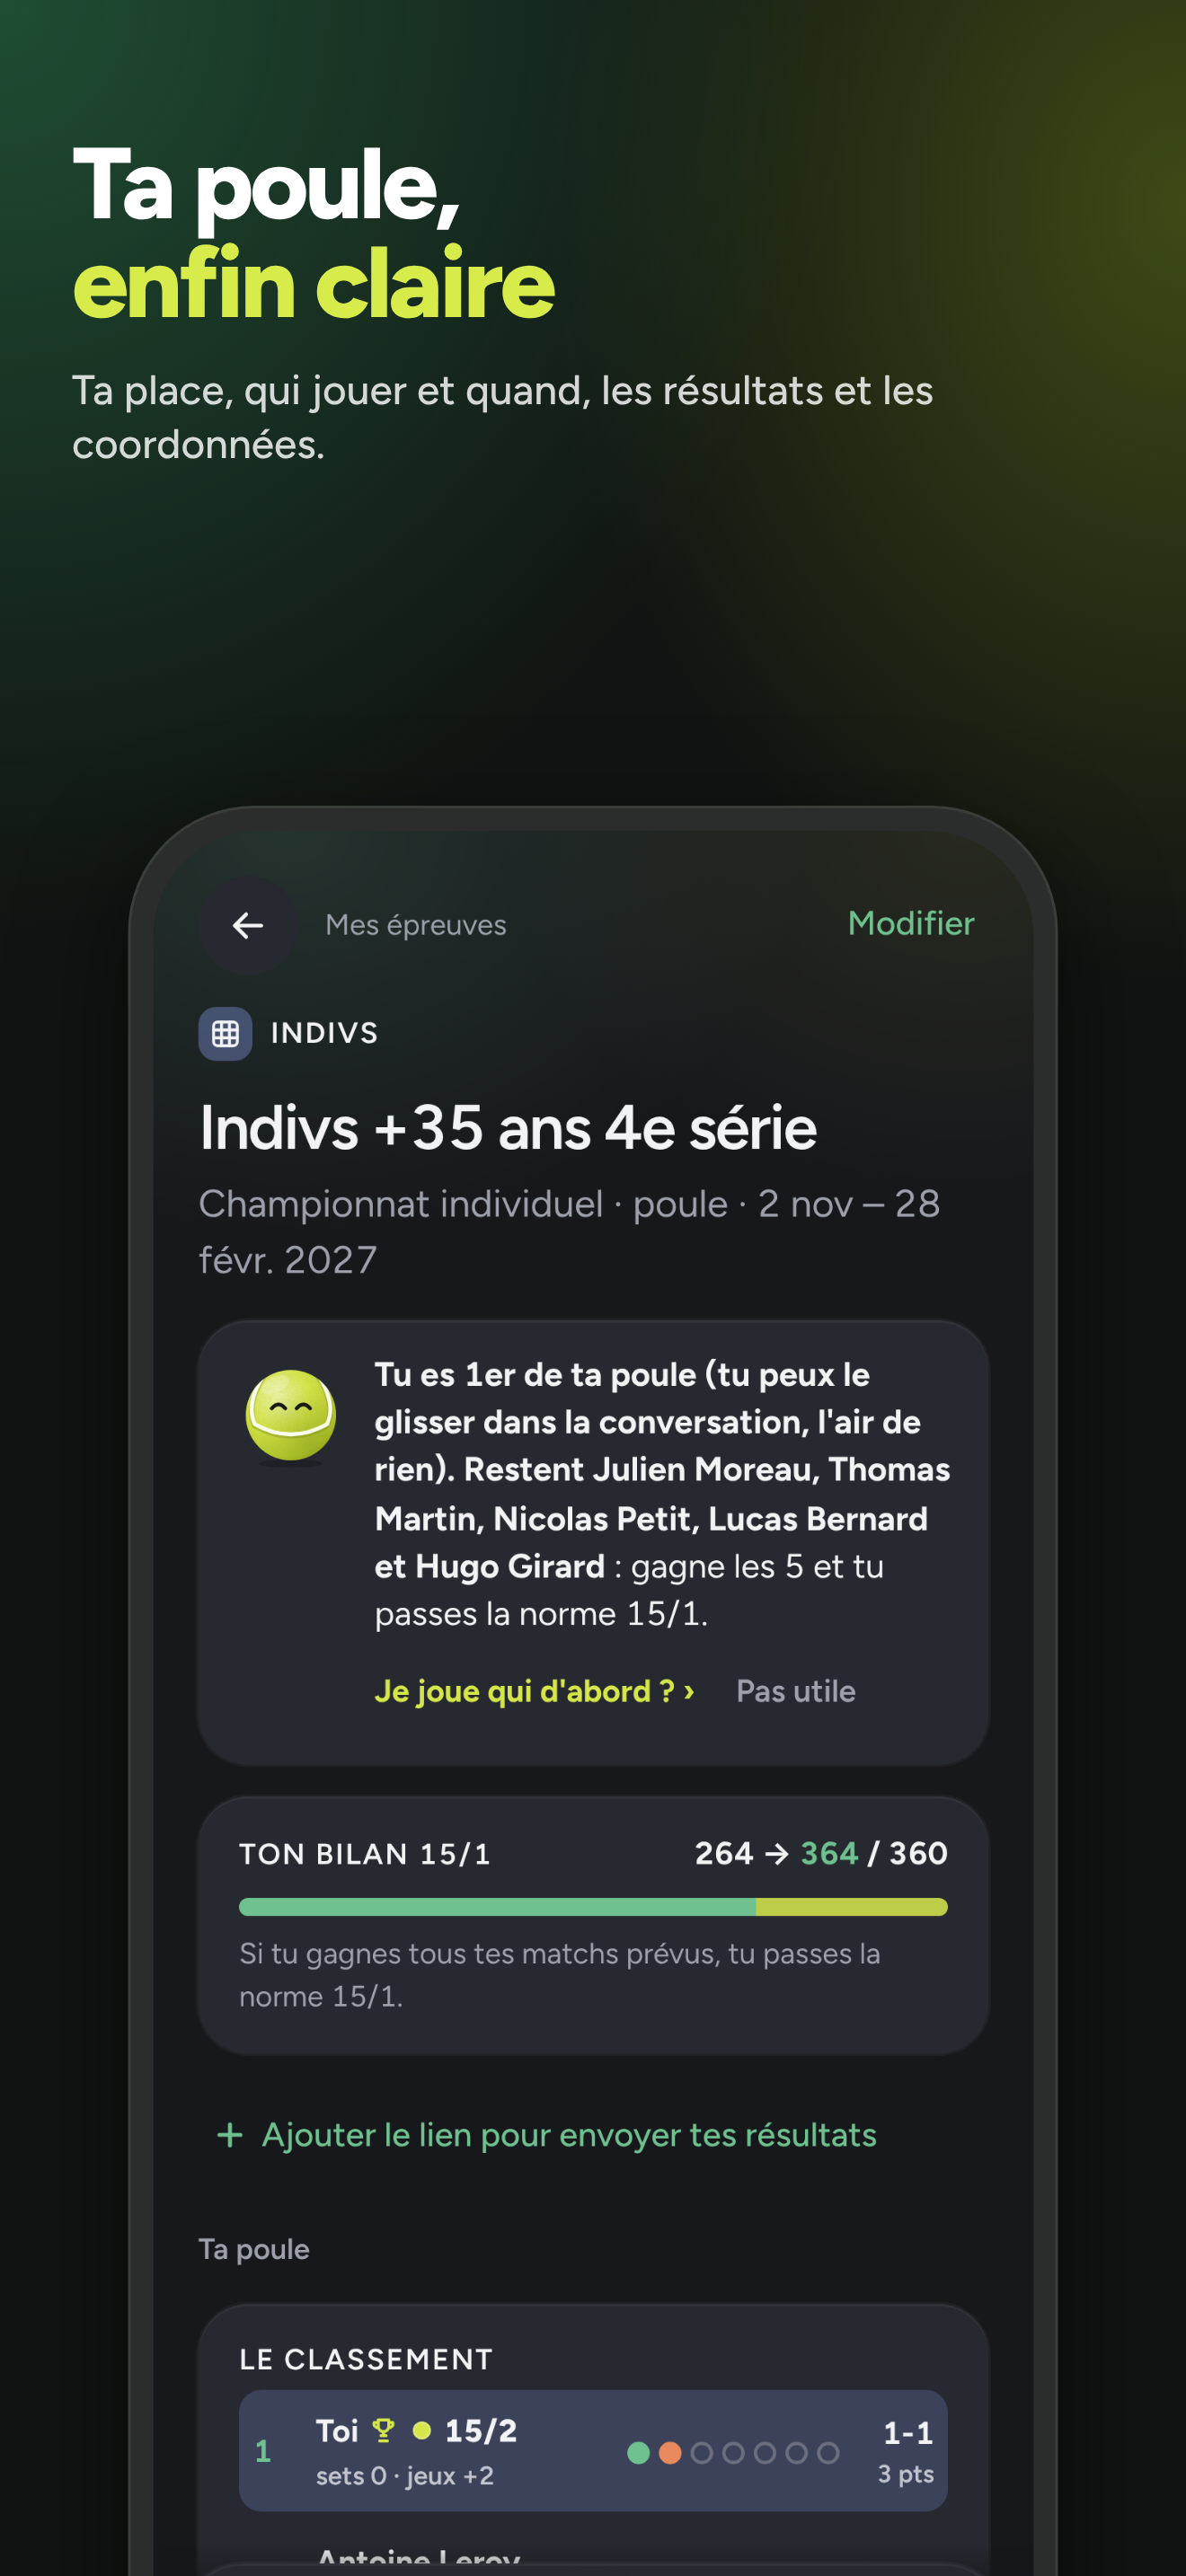 Ta poule,
enfin claire
Ta place, qui jouer et quand, les résultats et les
coordonnées.
Mes épreuves
Modifier
INDIVS
Indivs +35 ans 4e série
Championnat individuel · poule · 2 nov – 28
févr. 2027
Tu es 1er de ta poule (tu peux le
glisser dans la conversation, l'air de
rien). Restent Julien Moreau, Thomas
Martin, Nicolas Petit, Lucas Bernard
et Hugo Girard : gagne les 5 et tu
passes la norme 15/1.
Je joue qui d'abord ? › Pas utile
TON BILAN 15/1 264 → 364 / 360
Si tu gagnes tous tes matchs prévus, tu passes la
norme 15/1.
+ Ajouter le lien pour envoyer tes résultats
Ta poule
LE CLASSEMENT
1 Toi 15/2 1-1
sets 0 · jeux +2 3 pts
Antoine Leroy